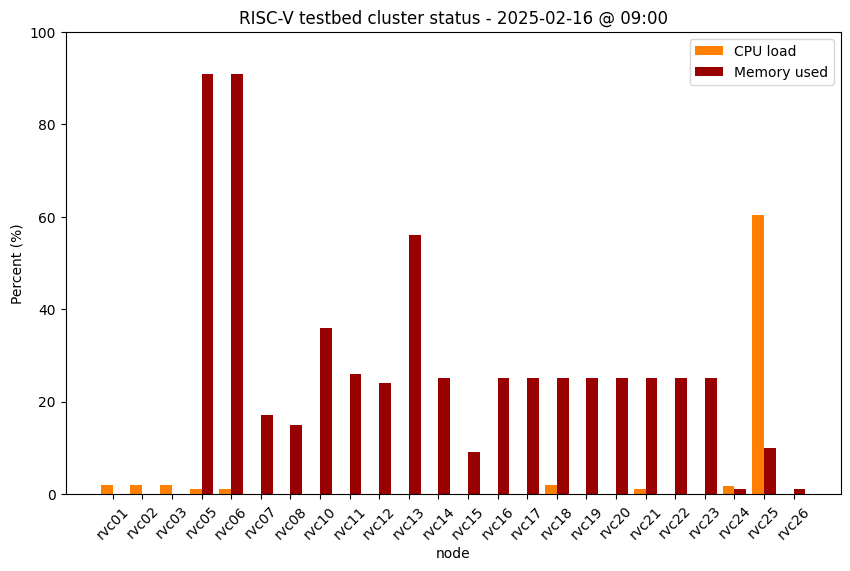 RISC-V testbed cluster status - 2025-02-16 @ 09:00
CPU load
Memory used
Percent (%)
100
80
60
40
20
0
rvc01 rvc02 rvc03 rvc05 rvc06 rvc07 rvc08 rvc10 rvc11 rvc12 rvc13 rvc14 rvc15 rvc16 rvc17 rvc18 rvc19 rvc20 rvc21 rvc22 rvc23 rvc24 rvc25 rvc26
node